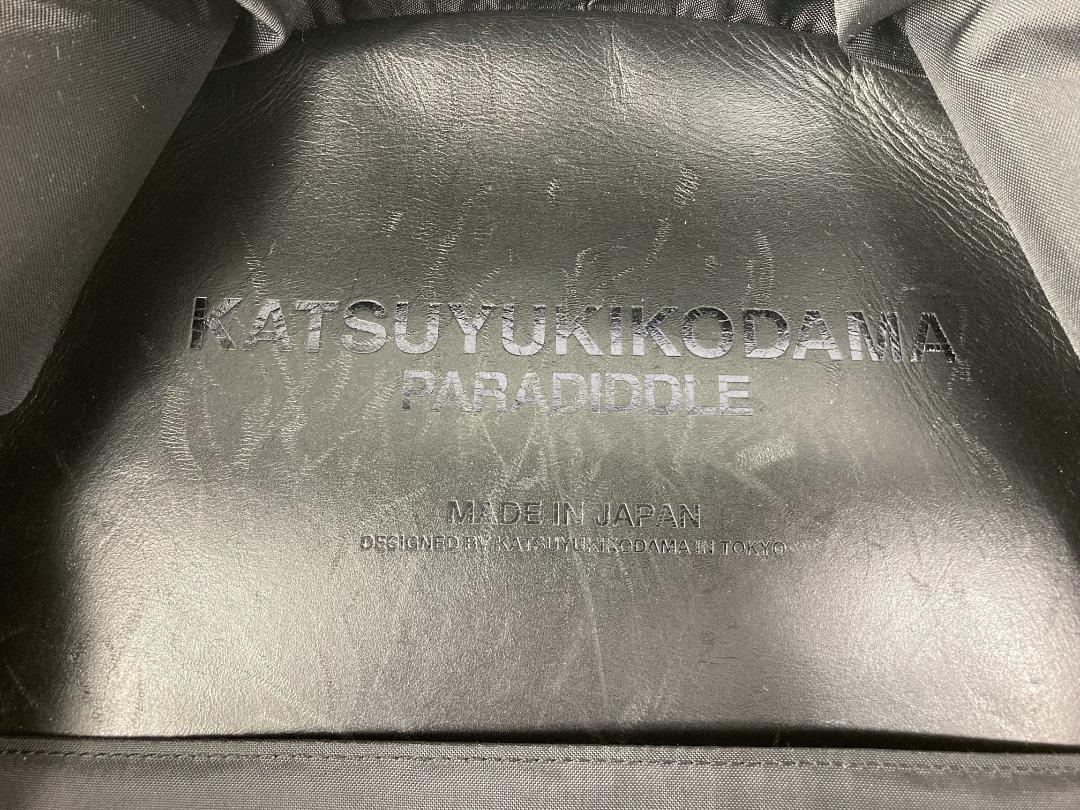 KATSUYUKIKODAMA
PARADIDDLE
MADE IN JAPAN
DESIGNED BY KATSUYUKIKODAMA IN TOKYO